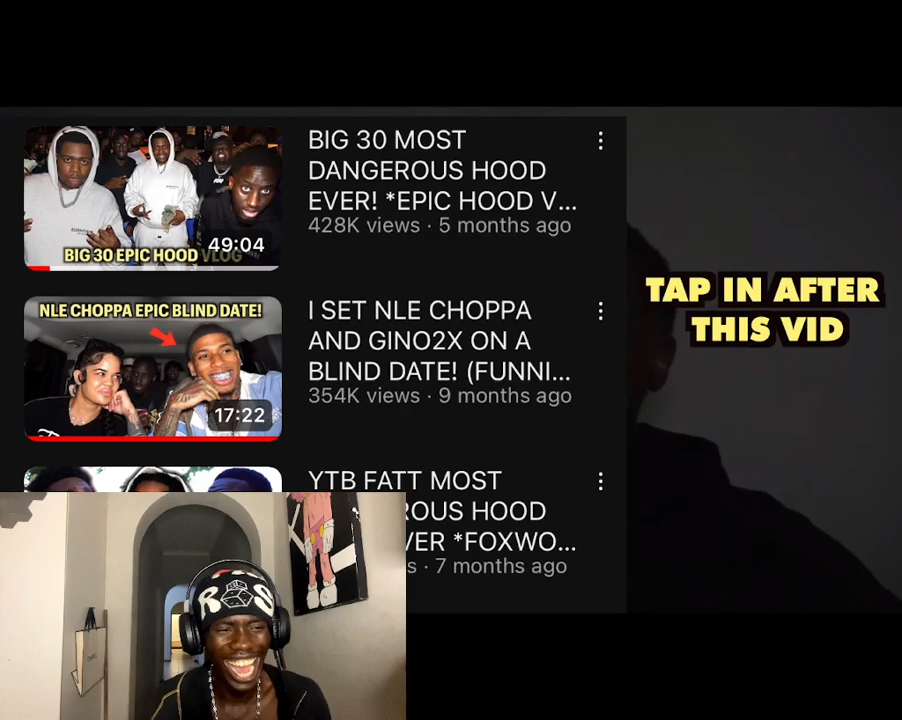 BIG 30 MOST
DANGEROUS HOOD
EVER! *EPIC HOOD V...
428K views · 5 months ago
49:04
BIG 30 EPIC HOOD VLOG
NLE CHOPPA EPIC BLIND DATE!
17:22
I SET NLE CHOPPA
AND GINO2X ON A
BLIND DATE! (FUNNI...
354K views · 9 months ago
YTB FATT MOST
ROUS HOOD
VER *FOXWO...
s · 7 months ago
TAP IN AFTER
THIS VID
R S